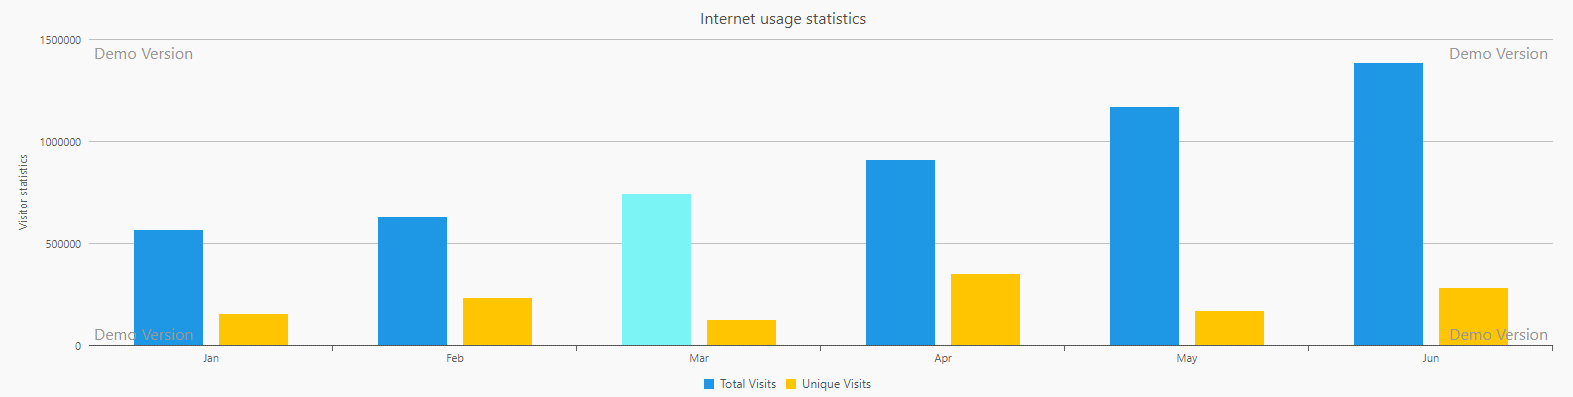 Internet usage statistics
1500000
Demo Version
Demo Version
1000000
Visitor statistics
500000
Demo Version
Demo Version
0
Jan
Feb
Mar
Apr
May
Jun
Total Visits
Unique Visits